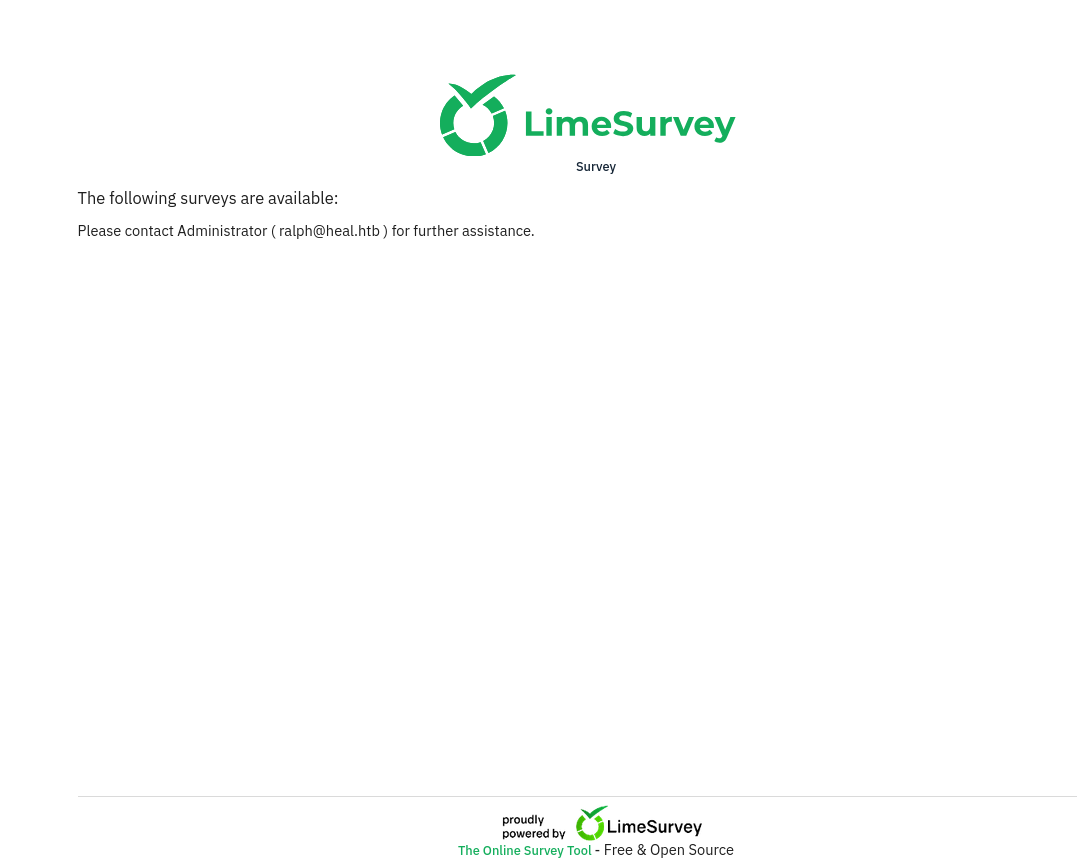 LimeSurvey
Survey
The following surveys are available:
Please contact Administrator ( ralph@heal.htb ) for further assistance.
proudly
powered by LimeSurvey
The Online Survey Tool - Free & Open Source